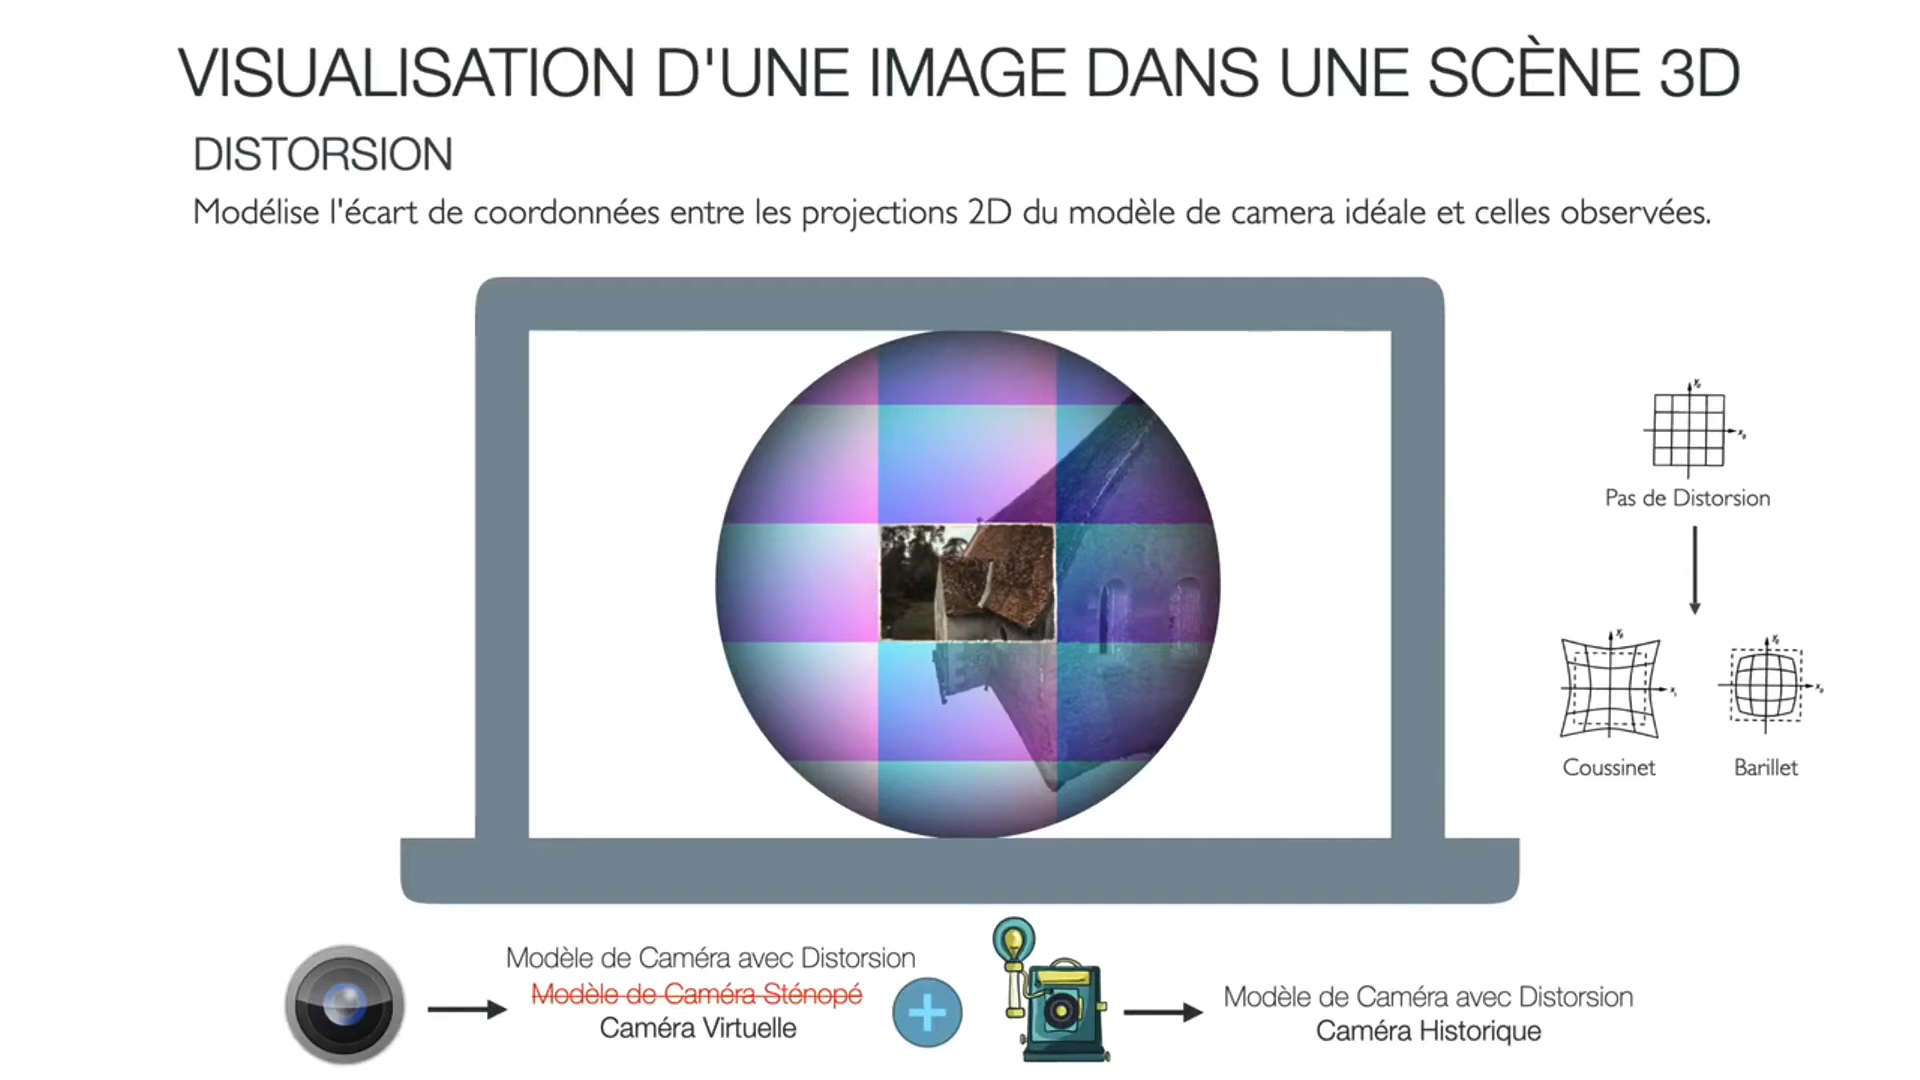 VISUALISATION D'UNE IMAGE DANS UNE SCÈNE 3D
DISTORSION
Modélise l'écart de coordonnées entre les projections 2D du modèle de camera idéale et celles observées.
Pas de Distorsion
Coussinet
Barillet
Modèle de Caméra avec Distorsion
Modèle de Caméra Sténopé
Caméra Virtuelle
Modèle de Caméra avec Distorsion
Caméra Historique